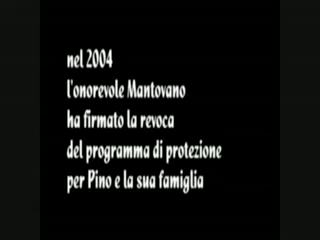 nel 2004
l'onorevole Mantovano
ha firmato la revoca
del programma di protezione
per Pino e la sua famiglia